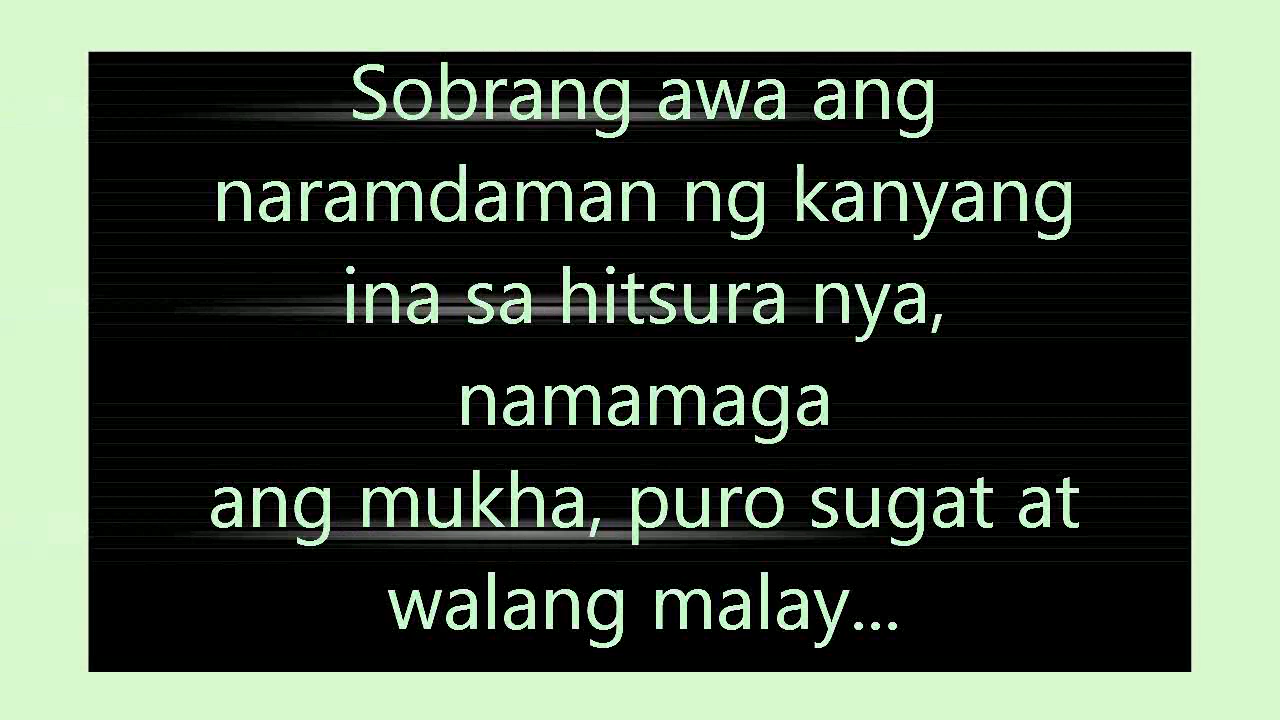 Sobrang awa ang
naramdaman ng kanyang
ina sa hitsura nya,
namamaga
ang mukha, puro sugat at
walang malay...